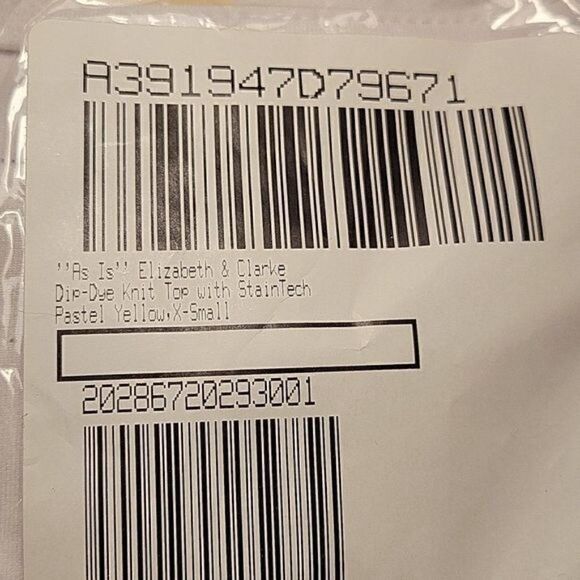 A391947D79671
''As Is'' Elizabeth & Clarke
Dip-Dye Knit Top with StainTech
Pastel Yellow,X-Small
20286720293001